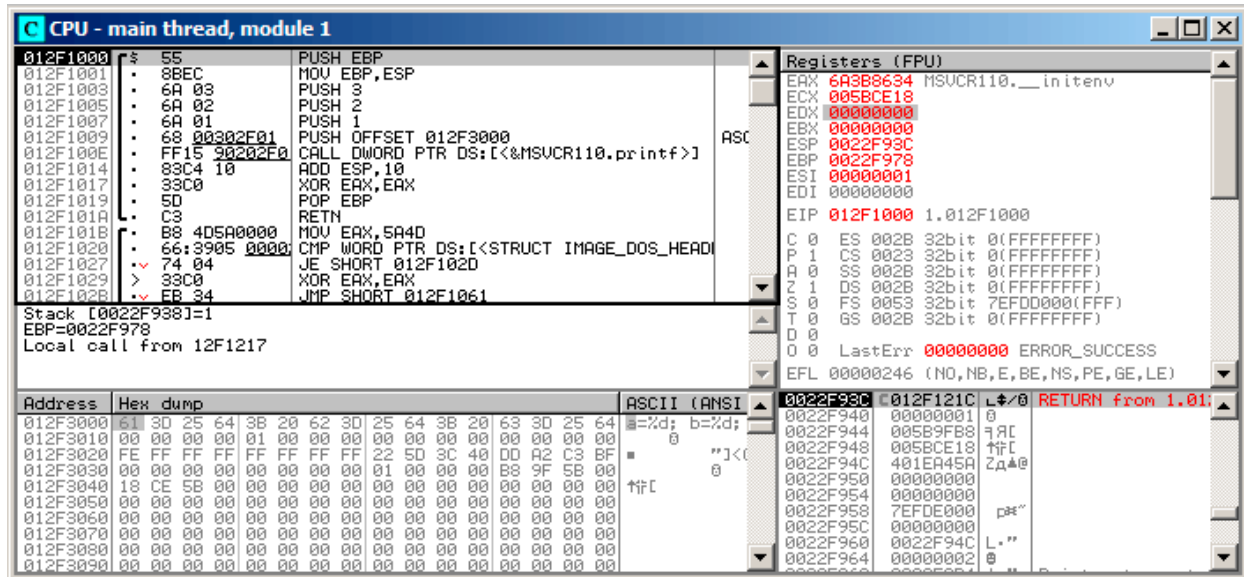 C CPU - main thread, module 1
012F1000 $ 55 PUSH EBP
012F1001 . 8BEC MOV EBP,ESP
012F1003 . 6A 03 PUSH 3
012F1005 . 6A 02 PUSH 2
012F1007 . 6A 01 PUSH 1
012F1009 . 68 00302F01 PUSH OFFSET 012F3000 ASC
012F100E . FF15 90202F0 CALL DWORD PTR DS:[<&MSVCR110.printf>]
012F1014 . 83C4 10 ADD ESP,10
012F1017 . 33C0 XOR EAX,EAX
012F1019 . 5D POP EBP
012F101A . C3 RETN
012F101B . B8 4D5A0000 MOV EAX,5A4D
012F1020 . 66:3905 0000 CMP WORD PTR DS:[<STRUCT IMAGE_DOS_HEAD
012F1027 . 74 04 JE SHORT 012F102D
012F1029 > 33C0 XOR EAX,EAX
012F102B . EB 34 JMP SHORT 012F1061
Stack [0022F938]=1
EBP=0022F978
Local call from 12F1217
Registers (FPU)
EAX 6A3B8634 MSVCR110.__initenv
ECX 005BCE18
EDX 00000000
EBX 00000000
ESP 0022F93C
EBP 0022F978
ESI 00000001
EDI 00000000
EIP 012F1000 1.012F1000
C 0 ES 002B 32bit 0(FFFFFFFF)
P 1 CS 0023 32bit 0(FFFFFFFF)
A 0 SS 002B 32bit 0(FFFFFFFF)
Z 1 DS 002B 32bit 0(FFFFFFFF)
S 0 FS 0053 32bit 7EFDD000(FFF)
T 0 GS 002B 32bit 0(FFFFFFFF)
D 0
O 0 LastErr 00000000 ERROR_SUCCESS
EFL 00000246 (NO,NB,E,BE,NS,PE,GE,LE)
Address Hex dump ASCII (ANSI
012F3000 61 3D 25 64 3B 20 62 3D 25 64 3B 20 63 3D 25 64 a=%d; b=%d;
012F3010 00 00 00 00 01 00 00 00 00 00 00 00 00 00 00 00
012F3020 FE FF FF FF FF FF FF FF 22 5D 3C 40 DD A2 C3 BF "]<
012F3030 00 00 00 00 00 00 00 00 01 00 00 00 B8 9F 5B 00
012F3040 18 CE 5B 00 00 00 00 00 00 00 00 00 00 00 00 00
012F3050 00 00 00 00 00 00 00 00 00 00 00 00 00 00 00 00
012F3060 00 00 00 00 00 00 00 00 00 00 00 00 00 00 00 00
012F3070 00 00 00 00 00 00 00 00 00 00 00 00 00 00 00 00
012F3080 00 00 00 00 00 00 00 00 00 00 00 00 00 00 00 00
012F3090 00 00 00 00 00 00 00 00 00 00 00 00 00 00 00 00
0022F93C 012F121C RETURN from 1.01
0022F940 00000001
0022F944 005B9FB8
0022F948 005BCE18
0022F94C 401EA45A
0022F950 00000000
0022F954 00000000
0022F958 7EFDE000
0022F95C 00000000
0022F960 0022F94C
0022F964 00000002